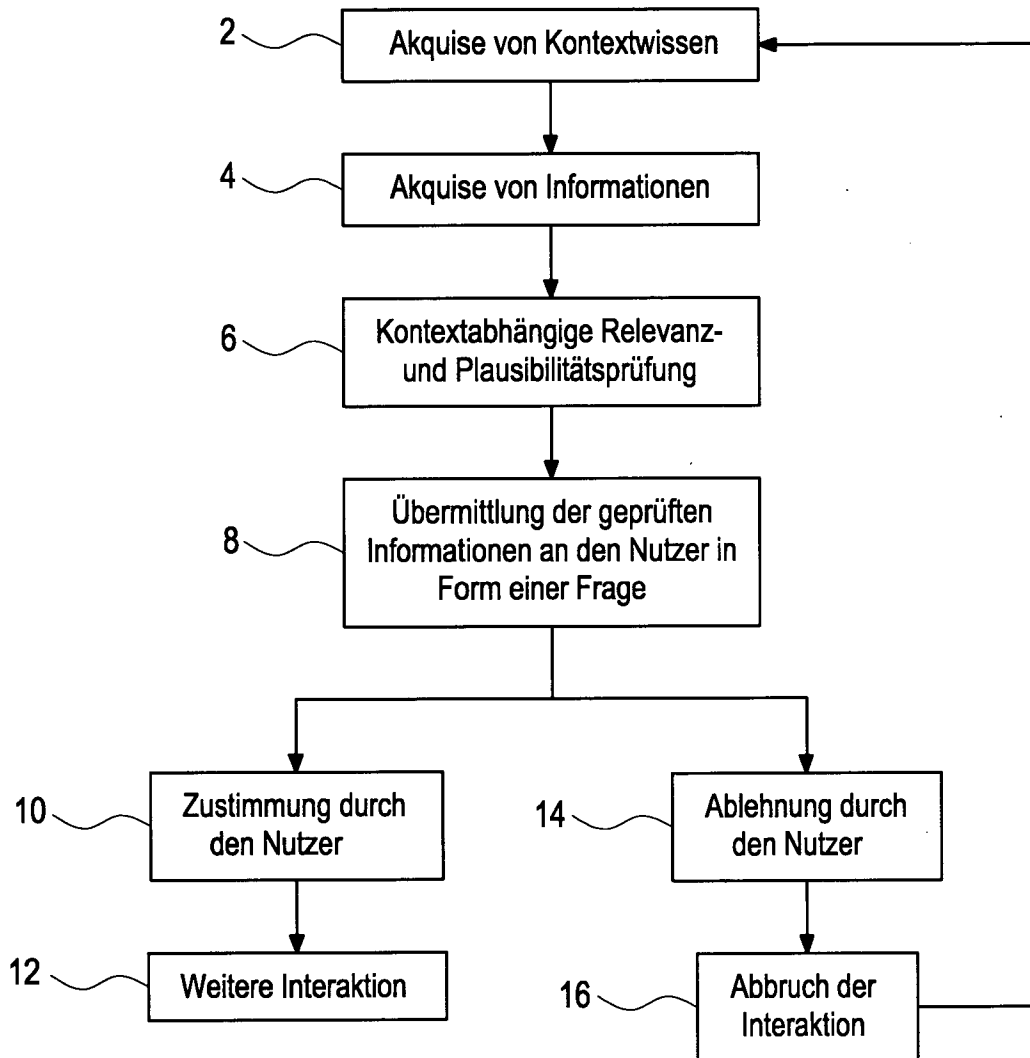 2
Akquise von Kontextwissen
4
Akquise von Informationen
6
Kontextabhängige Relevanz-
und Plausibilitätsprüfung
8
Übermittlung der geprüften
Informationen an den Nutzer in
Form einer Frage
10
Zustimmung durch
den Nutzer
14
Ablehnung durch
den Nutzer
12
Weitere Interaktion
16
Abbruch der
Interaktion